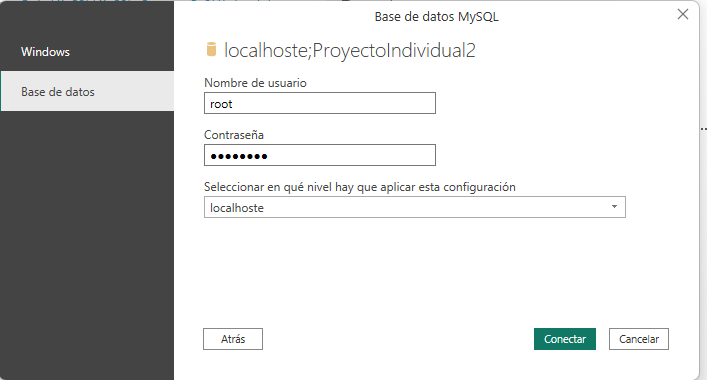 Base de datos MySQL
Windows
Base de datos
localhoste;ProyectoIndividual2
Nombre de usuario
root
Contraseña
●●●●●●●●
Seleccionar en qué nivel hay que aplicar esta configuración
localhoste
Atrás
Conectar
Cancelar